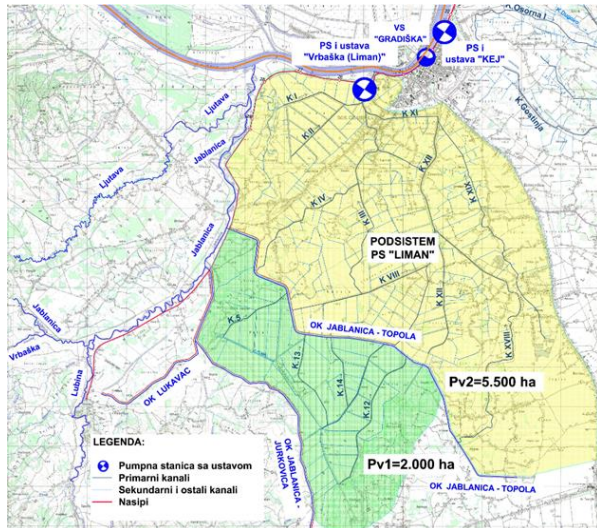 K.Osorna I
VS
"GRADIŠKA"
PS i ustava
"Vrbaška (Liman)"
PS i
ustava "KEJ"
K.Gostinja
Ljutava
K.I
K.II
K XI
Jablanica
Ljutava
K XII
K XIX
K.IV
K.III
Jablanica
PODSISTEM
PS "LIMAN"
K VIII
K XII
K.5
OK JABLANICA - TOPOLA
Jablanica
Vrbaška
Lubina
K.13
K.14
K.12
K XVIII
OK LUKAVAC
Pv2=5.500 ha
Pv1=2.000 ha
OK JABLANICA -
JURKOVICA
OK JABLANICA - TOPOLA
LEGENDA:
Pumpna stanica sa ustavom
Primarni kanali
Sekundarni i ostali kanali
Nasipi